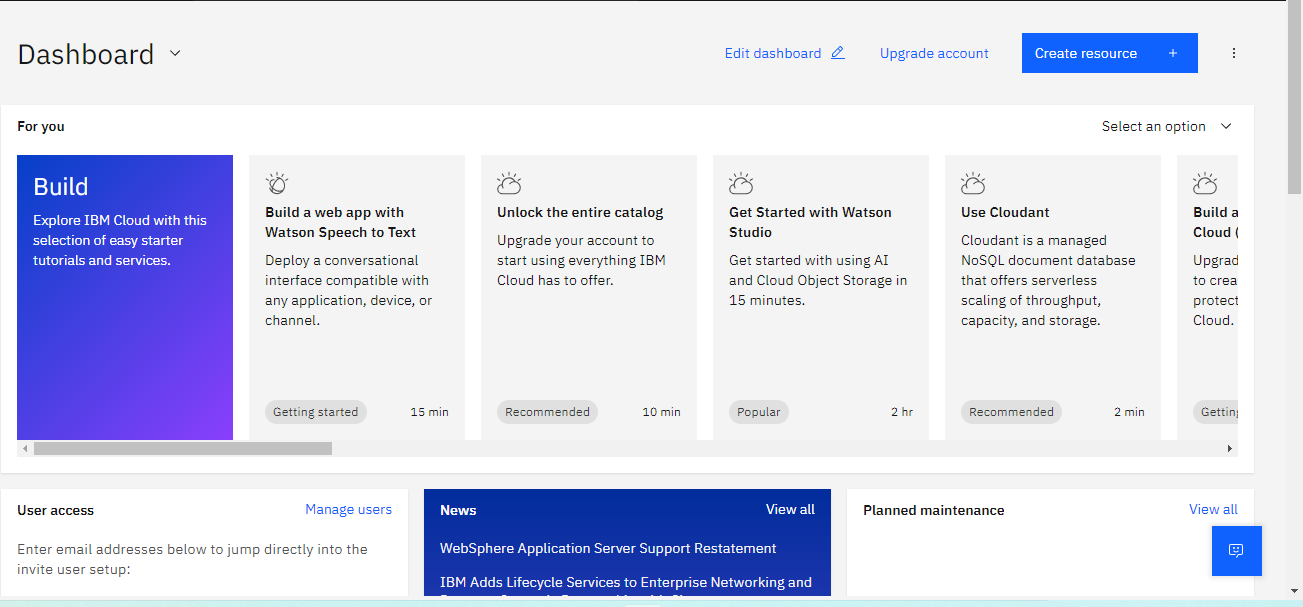 Dashboard
Edit dashboard
Upgrade account
Create resource +
For you
Select an option
Build
Explore IBM Cloud with this
selection of easy starter
tutorials and services.
Build a web app with
Watson Speech to Text
Deploy a conversational
interface compatible with
any application, device, or
channel.
Getting started
15 min
Unlock the entire catalog
Upgrade your account to
start using everything IBM
Cloud has to offer.
Recommended
10 min
Get Started with Watson
Studio
Get started with using AI
and Cloud Object Storage in
15 minutes.
Popular
2 hr
Use Cloudant
Cloudant is a managed
NoSQL document database
that offers serverless
scaling of throughput,
capacity, and storage.
Recommended
2 min
Build a
Cloud (
Upgrad
to crea
protect
Cloud.
Getting
User access
Manage users
Enter email addresses below to jump directly into the
invite user setup:
News
View all
WebSphere Application Server Support Restatement
IBM Adds Lifecycle Services to Enterprise Networking and
Planned maintenance
View all